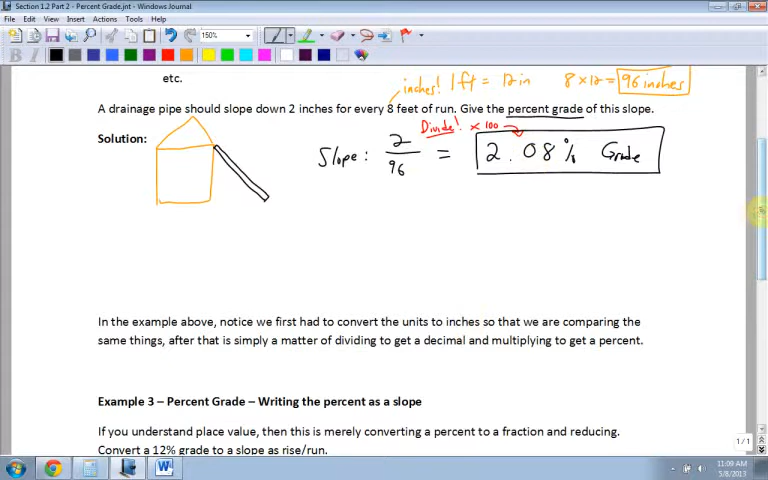 Section 1.2 Part 2 - Percent Grade.jnt - Windows Journal
File Edit View Insert Actions Tools Help
150%
B I
etc.
inches! 1 ft = 12 in 8 x 12 = 96 inches
A drainage pipe should slope down 2 inches for every 8 feet of run. Give the percent grade of this slope.
Divide! x 100
Solution:
Slope: 2/96 = 2.08% Grade
In the example above, notice we first had to convert the units to inches so that we are comparing the
same things, after that is simply a matter of dividing to get a decimal and multiplying to get a percent.
Example 3 – Percent Grade – Writing the percent as a slope
If you understand place value, then this is merely converting a percent to a fraction and reducing.
Convert a 12% grade to a slope as rise/run.
1 / 1
11:09 AM
5/8/2013